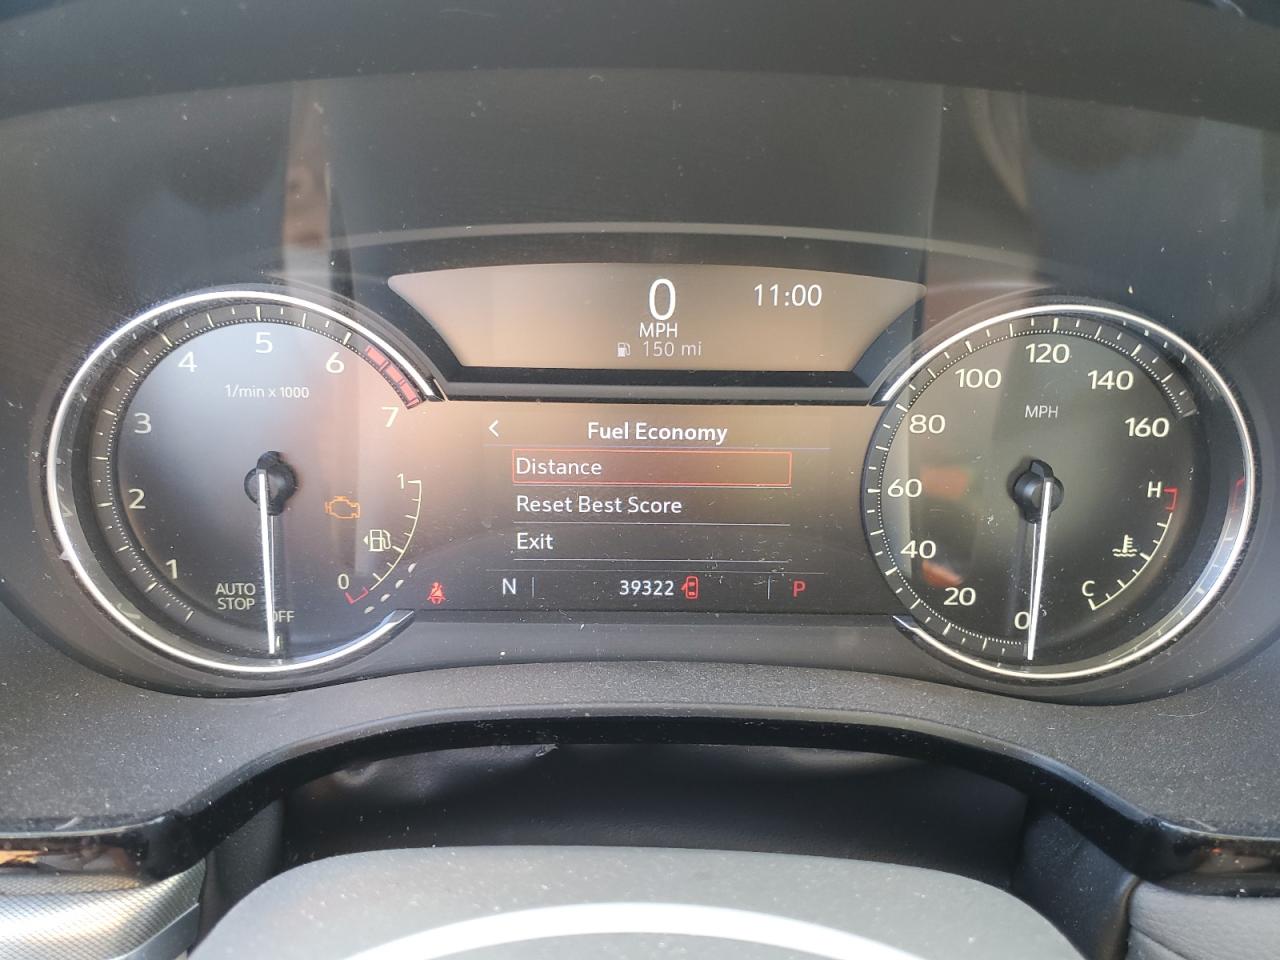 0
MPH
150 mi
11:00
1
2
3
4
5
6
7
1/min x 1000
AUTO
STOP
OFF
1
0
<
Fuel Economy
Distance
Reset Best Score
Exit
N
39322
P
0
20
40
60
80
100
120
140
160
MPH
H
C